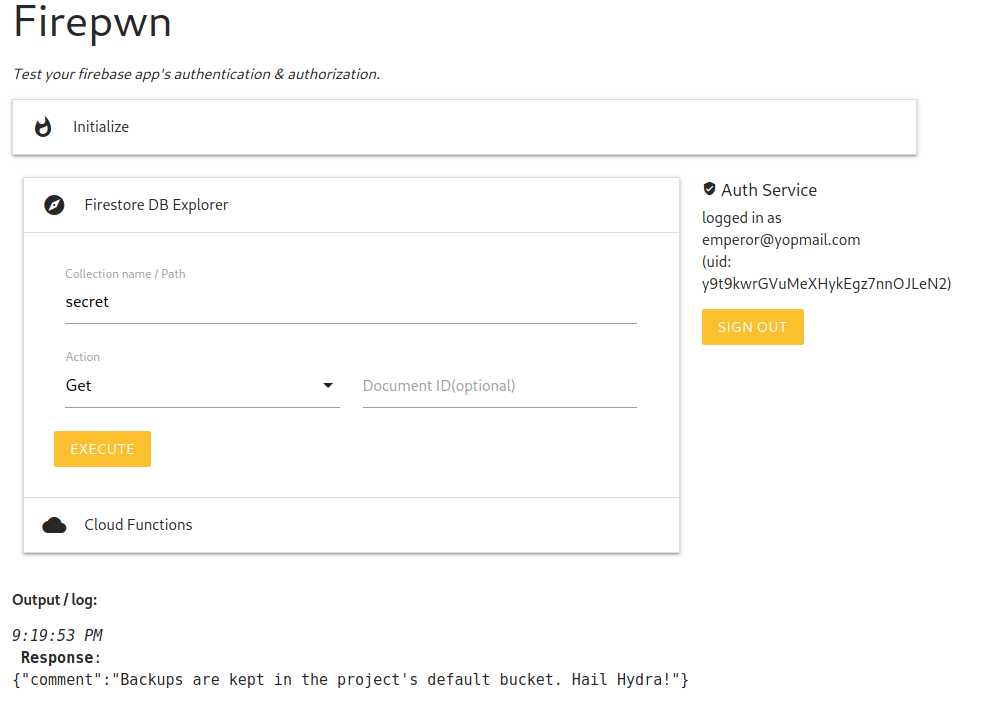 Firepwn
Test your firebase app's authentication & authorization.
Initialize
Firestore DB Explorer
Collection name / Path
secret
Action
Get
Document ID(optional)
EXECUTE
Cloud Functions
Auth Service
logged in as
emperor@yopmail.com
(uid:
y9t9kwrGVuMeXHykEgz7nnOJLeN2)
SIGN OUT
Output / log:
9:19:53 PM
Response:
{"comment":"Backups are kept in the project's default bucket. Hail Hydra!"}